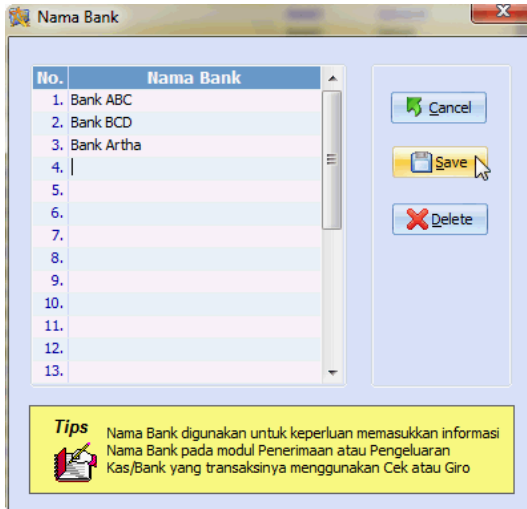 Nama Bank
No. Nama Bank
1. Bank ABC
2. Bank BCD
3. Bank Artha
4.
5.
6.
7.
8.
9.
10.
11.
12.
13.
Cancel
Save
Delete
Tips
Nama Bank digunakan untuk keperluan memasukkan informasi
Nama Bank pada modul Penerimaan atau Pengeluaran
Kas/Bank yang transaksinya menggunakan Cek atau Giro